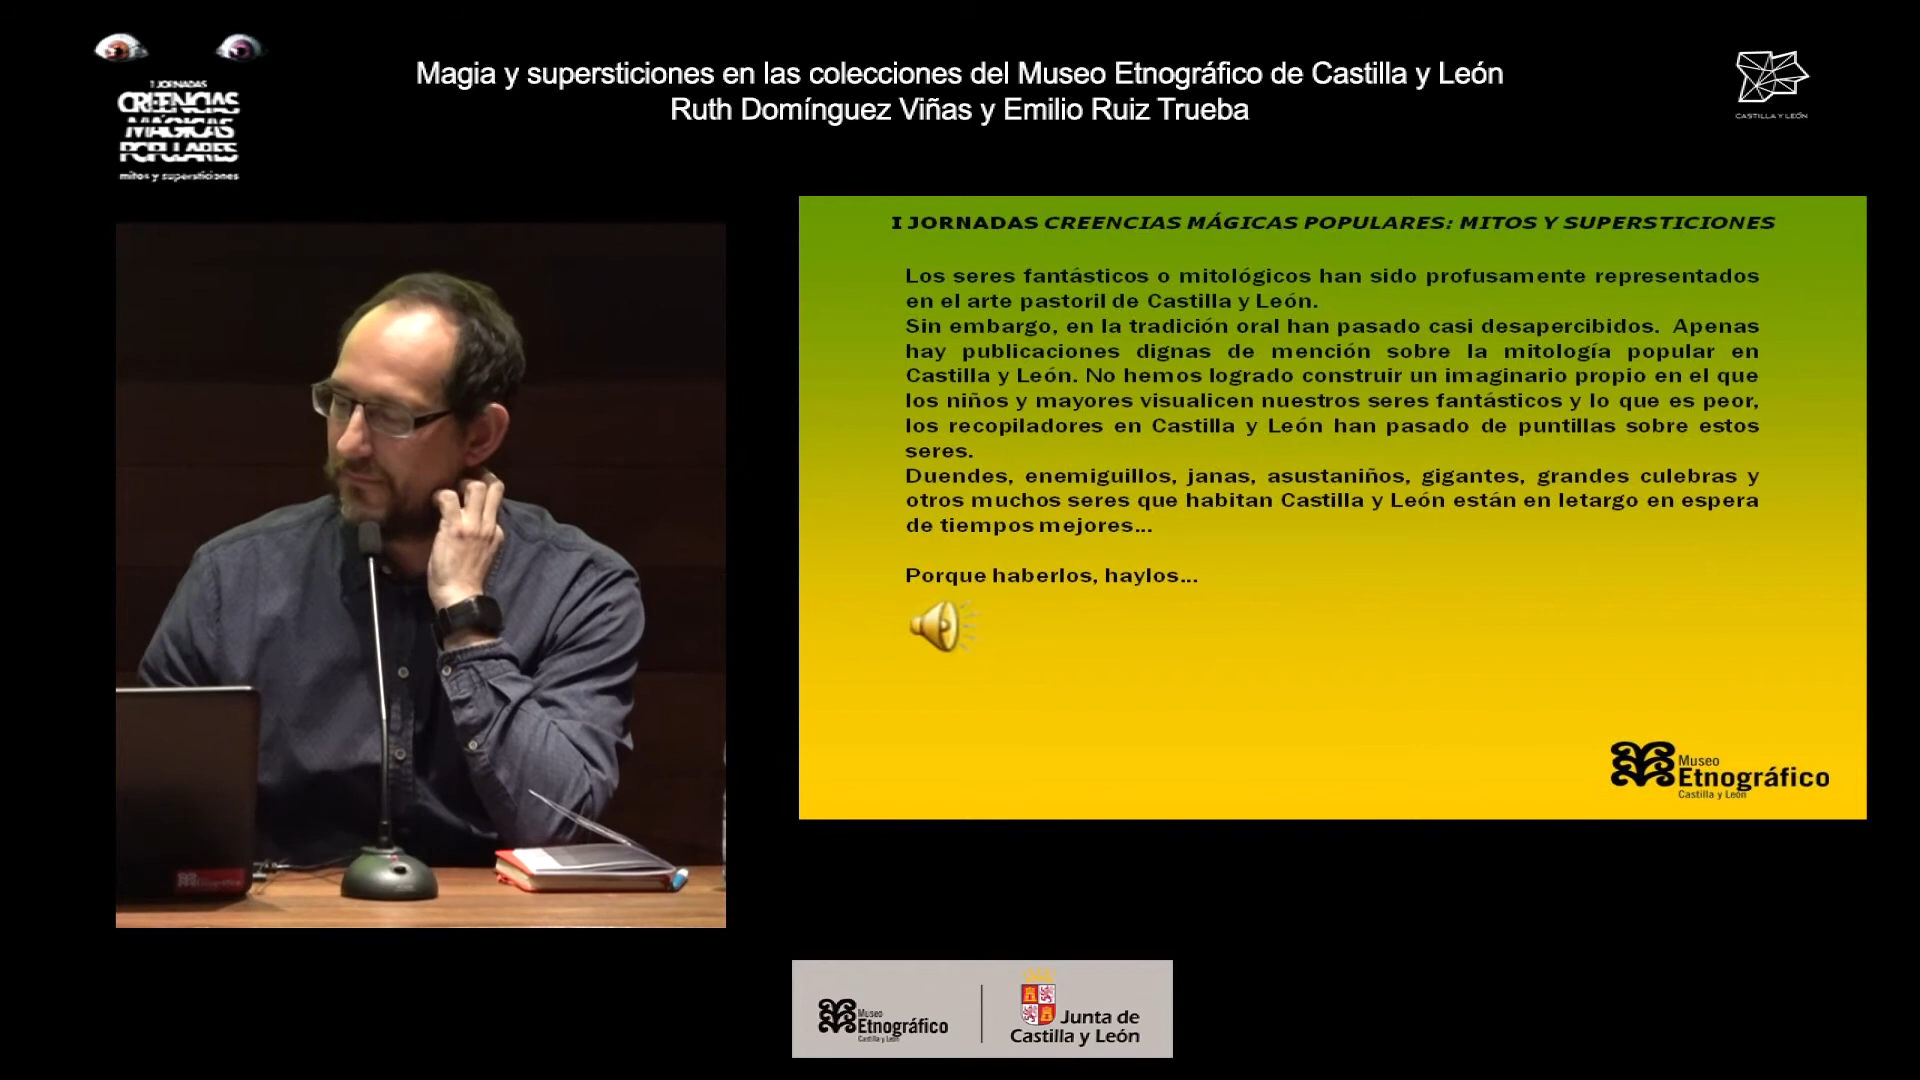 I JORNADAS
CREENCIAS
MÁGICAS
POPULARES
mitos y supersticiones
Magia y supersticiones en las colecciones del Museo Etnográfico de Castilla y León
Ruth Domínguez Viñas y Emilio Ruiz Trueba
CASTILLA Y LEÓN
I JORNADAS CREENCIAS MÁGICAS POPULARES: MITOS Y SUPERSTICIONES
Los seres fantásticos o mitológicos han sido profusamente representados
en el arte pastoril de Castilla y León.
Sin embargo, en la tradición oral han pasado casi desapercibidos. Apenas
hay publicaciones dignas de mención sobre la mitología popular en
Castilla y León. No hemos logrado construir un imaginario propio en el que
los niños y mayores visualicen nuestros seres fantásticos y lo que es peor,
los recopiladores en Castilla y León han pasado de puntillas sobre estos
seres.
Duendes, enemiguillos, janas, asustaniños, gigantes, grandes culebras y
otros muchos seres que habitan Castilla y León están en letargo en espera
de tiempos mejores...
Porque haberlos, haylos...
Museo
Etnográfico
Castilla y León
Museo
Etnográfico
Castilla y León
Junta de
Castilla y León